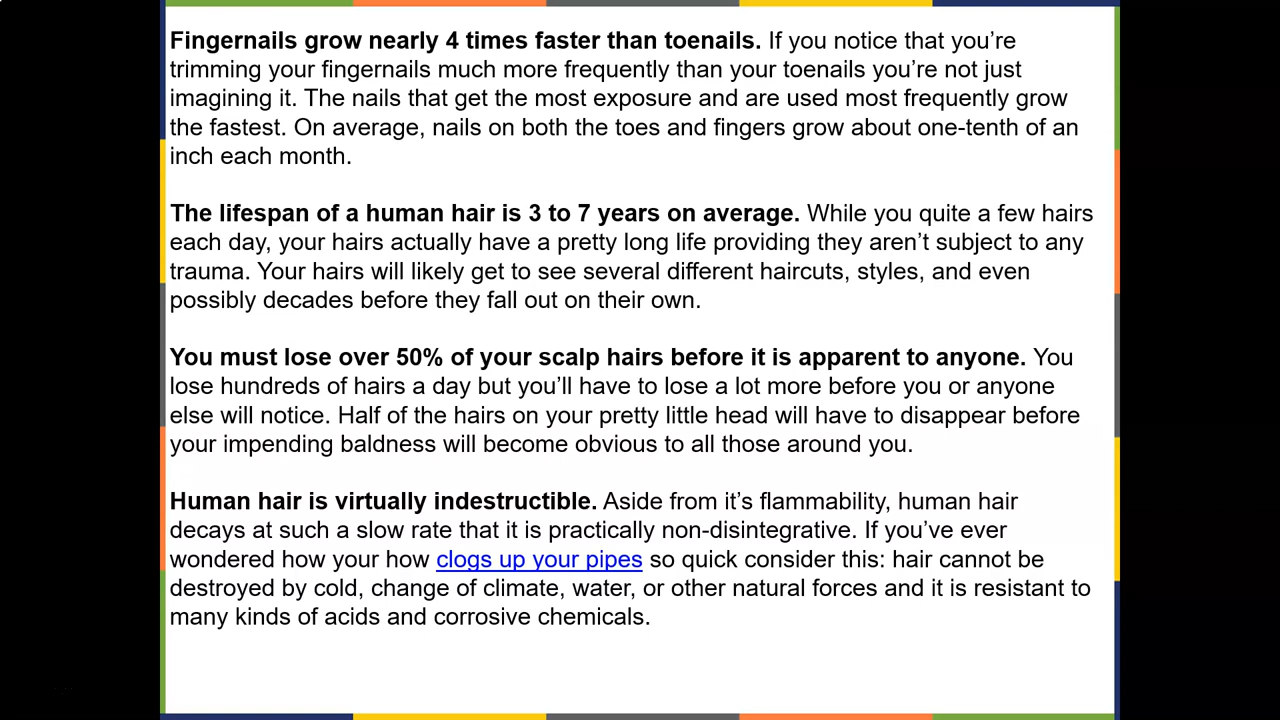 Fingernails grow nearly 4 times faster than toenails. If you notice that you’re
trimming your fingernails much more frequently than your toenails you’re not just
imagining it. The nails that get the most exposure and are used most frequently grow
the fastest. On average, nails on both the toes and fingers grow about one-tenth of an
inch each month.
The lifespan of a human hair is 3 to 7 years on average. While you quite a few hairs
each day, your hairs actually have a pretty long life providing they aren’t subject to any
trauma. Your hairs will likely get to see several different haircuts, styles, and even
possibly decades before they fall out on their own.
You must lose over 50% of your scalp hairs before it is apparent to anyone. You
lose hundreds of hairs a day but you’ll have to lose a lot more before you or anyone
else will notice. Half of the hairs on your pretty little head will have to disappear before
your impending baldness will become obvious to all those around you.
Human hair is virtually indestructible. Aside from it’s flammability, human hair
decays at such a slow rate that it is practically non-disintegrative. If you’ve ever
wondered how your how clogs up your pipes so quick consider this: hair cannot be
destroyed by cold, change of climate, water, or other natural forces and it is resistant to
many kinds of acids and corrosive chemicals.